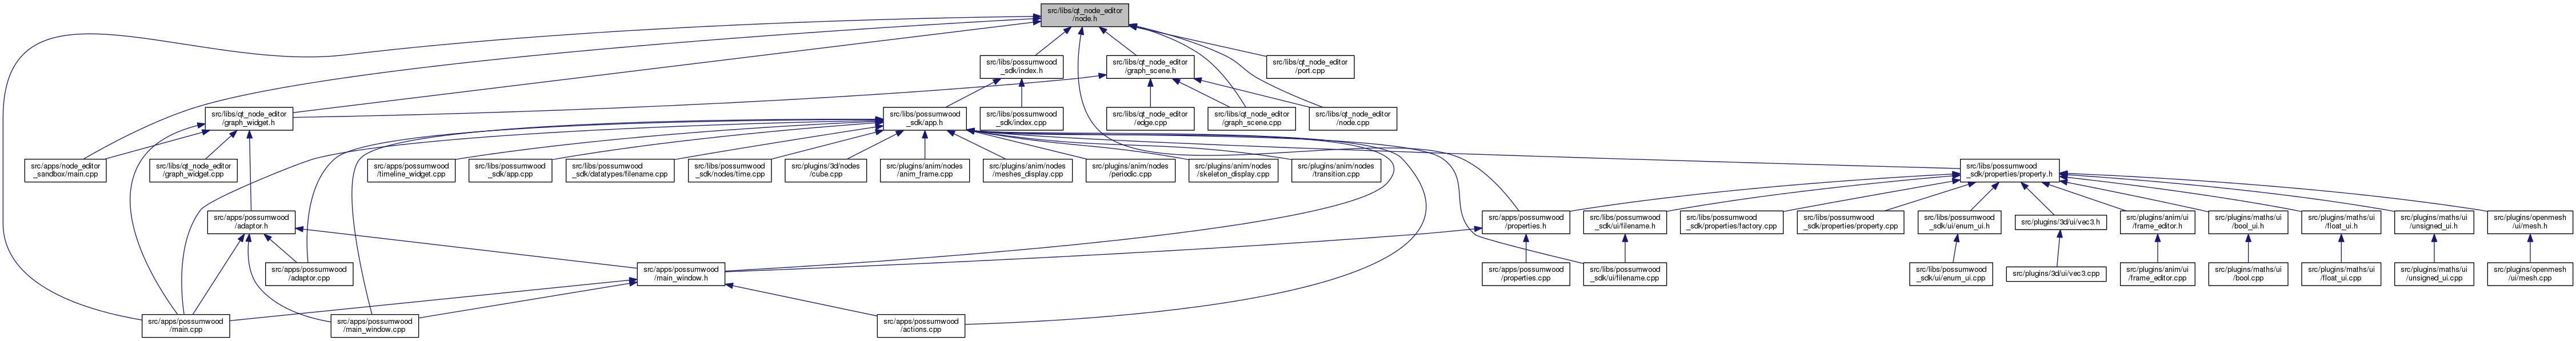 src/libs/qt_node_editor
/node.h
src/libs/possumwood
_sdk/index.h
src/libs/qt_node_editor
/graph_scene.h
src/libs/qt_node_editor
/port.cpp
src/libs/qt_node_editor
/graph_widget.h
src/libs/possumwood
_sdk/app.h
src/libs/possumwood
_sdk/index.cpp
src/libs/qt_node_editor
/edge.cpp
src/libs/qt_node_editor
/graph_scene.cpp
src/libs/qt_node_editor
/node.cpp
src/apps/node_editor
_sandbox/main.cpp
src/libs/qt_node_editor
/graph_widget.cpp
src/apps/possumwood
/timeline_widget.cpp
src/libs/possumwood
_sdk/app.cpp
src/libs/possumwood
_sdk/datatypes/filename.cpp
src/libs/possumwood
_sdk/nodes/time.cpp
src/plugins/3d/nodes
/cube.cpp
src/plugins/anim/nodes
/anim_frame.cpp
src/plugins/anim/nodes
/meshes_display.cpp
src/plugins/anim/nodes
/periodic.cpp
src/plugins/anim/nodes
/skeleton_display.cpp
src/plugins/anim/nodes
/transition.cpp
src/libs/possumwood
_sdk/properties/property.h
src/apps/possumwood
/adaptor.h
src/apps/possumwood
/properties.h
src/libs/possumwood
_sdk/ui/filename.h
src/libs/possumwood
_sdk/properties/factory.cpp
src/libs/possumwood
_sdk/properties/property.cpp
src/libs/possumwood
_sdk/ui/enum_ui.h
src/plugins/3d/ui/vec3.h
src/plugins/anim/ui
/frame_editor.h
src/plugins/maths/ui
/bool_ui.h
src/plugins/maths/ui
/float_ui.h
src/plugins/maths/ui
/unsigned_ui.h
src/plugins/openmesh
/ui/mesh.h
src/apps/possumwood
/adaptor.cpp
src/apps/possumwood
/main_window.h
src/apps/possumwood
/properties.cpp
src/libs/possumwood
_sdk/ui/filename.cpp
src/libs/possumwood
_sdk/ui/enum_ui.cpp
src/plugins/3d/ui/vec3.cpp
src/plugins/anim/ui
/frame_editor.cpp
src/plugins/maths/ui
/bool.cpp
src/plugins/maths/ui
/float_ui.cpp
src/plugins/maths/ui
/unsigned_ui.cpp
src/plugins/openmesh
/ui/mesh.cpp
src/apps/possumwood
/main.cpp
src/apps/possumwood
/main_window.cpp
src/apps/possumwood
/actions.cpp